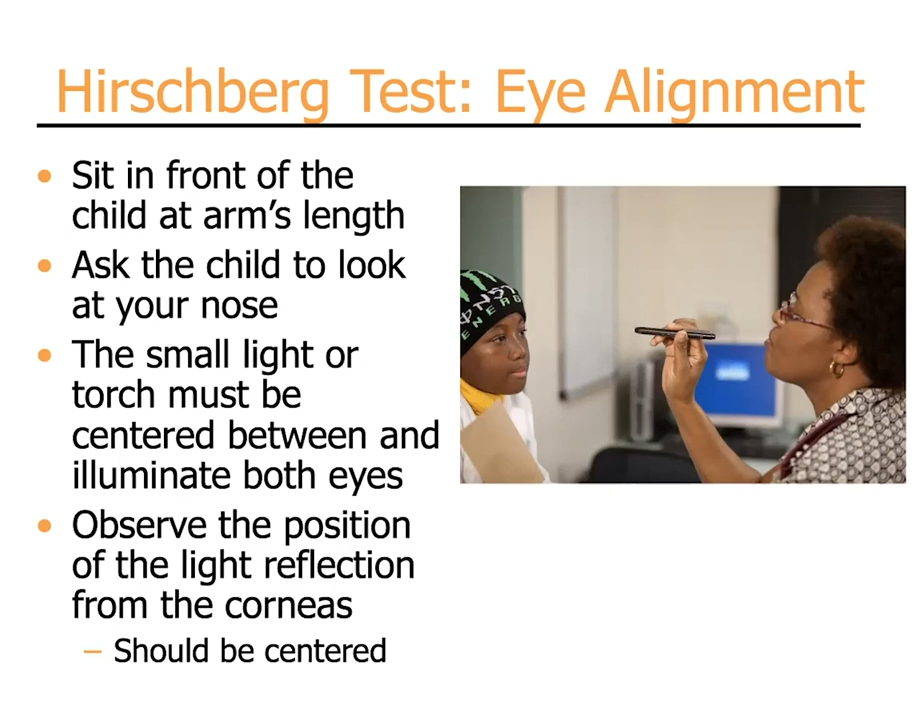 Hirschberg Test: Eye Alignment
• Sit in front of the
child at arm’s length
• Ask the child to look
at your nose
• The small light or
torch must be
centered between and
illuminate both eyes
• Observe the position
of the light reflection
from the corneas
– Should be centered
ENERGY